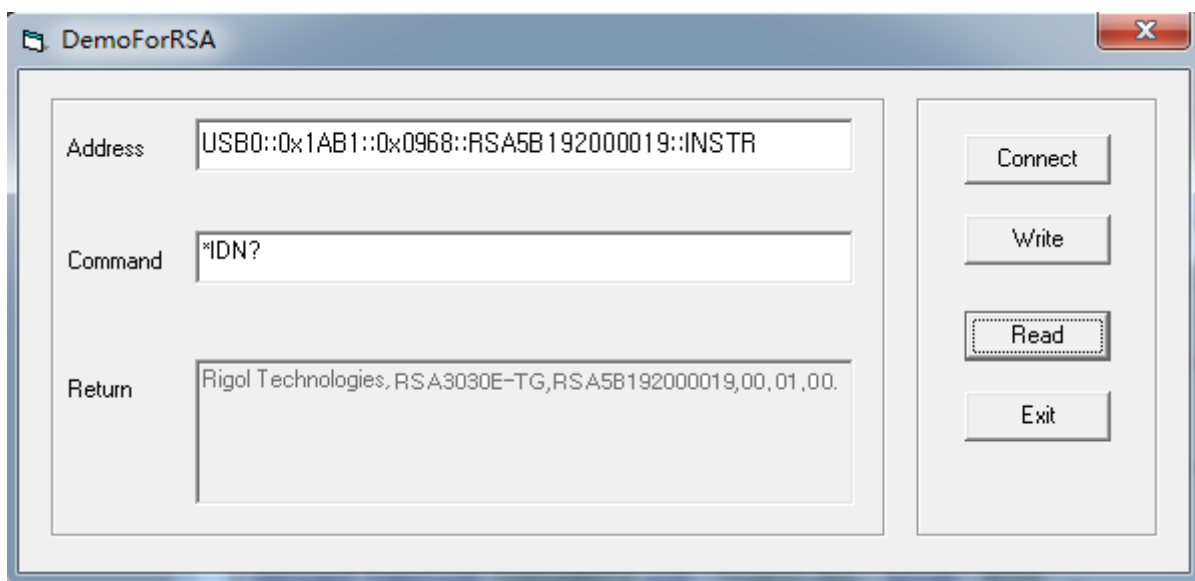 DemoForRSA
Address
USB0::0x1AB1::0x0968::RSA5B192000019::INSTR
Command
*IDN?
Return
Rigol Technologies, RSA3030E-TG,RSA5B192000019,00,01,00.
Connect
Write
Read
Exit